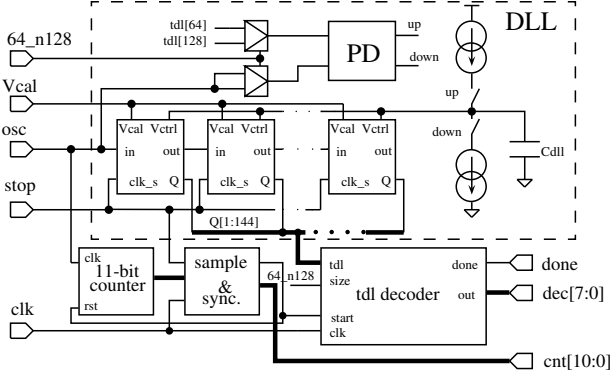 DLL
tdl[64]
tdl[128]
64_n128
PD
up
down
Vcal
up
down
Cdll
osc
Vcal Vctrl
in out
clk_s Q
Vcal Vctrl
in out
clk_s Q
Vcal Vctrl
in out
clk_s Q
stop
Q[1:144]
clk
11-bit
counter
rst
sample
&
sync.
64_n128
tdl
size
tdl decoder
start
clk
done
out
done
dec[7:0]
clk
cnt[10:0]